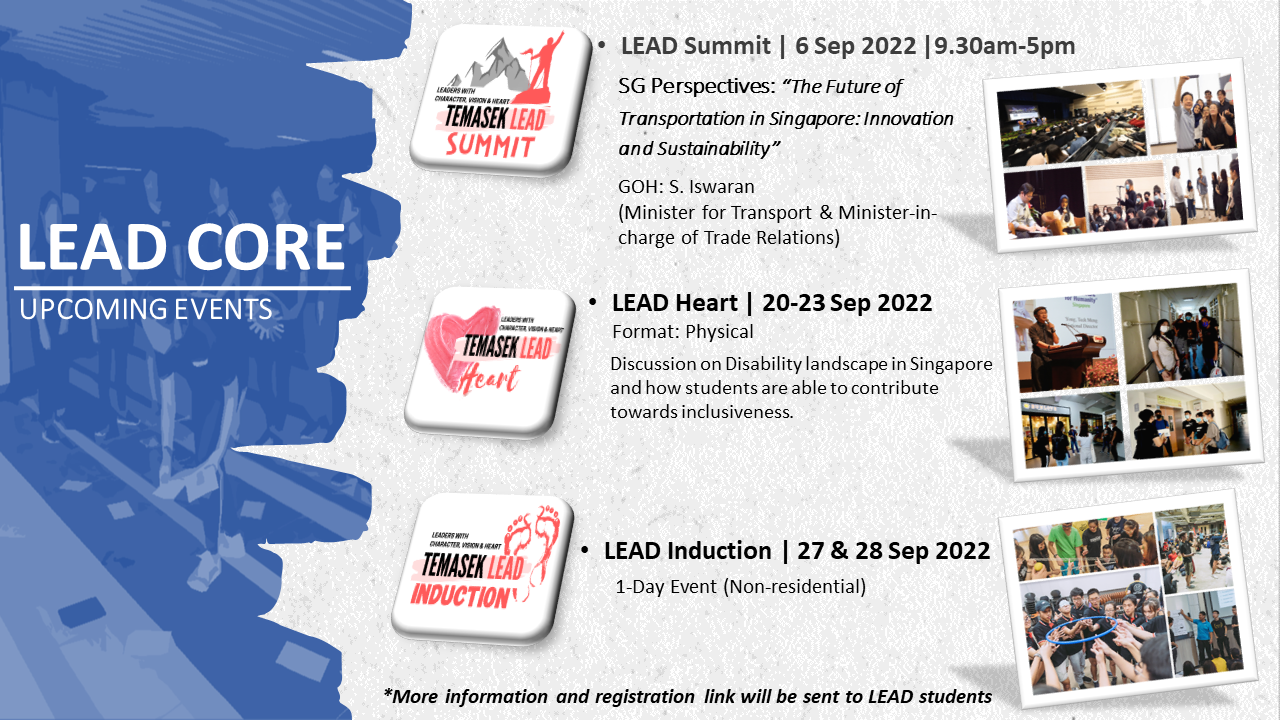 LEAD CORE
UPCOMING EVENTS
LEADERS WITH
CHARACTER, VISION & HEART
TEMASEK LEAD
SUMMIT
• LEAD Summit | 6 Sep 2022 |9.30am-5pm
SG Perspectives: “The Future of
Transportation in Singapore: Innovation
and Sustainability”
GOH: S. Iswaran
(Minister for Transport & Minister-in-
charge of Trade Relations)
LEADERS WITH
CHARACTER, VISION & HEART
TEMASEK LEAD
Heart
• LEAD Heart | 20-23 Sep 2022
Format: Physical
Discussion on Disability landscape in Singapore
and how students are able to contribute
towards inclusiveness.
for Humanity
LEADERS WITH
CHARACTER, VISION & HEART
TEMASEK LEAD
INDUCTION
• LEAD Induction | 27 & 28 Sep 2022
1-Day Event (Non-residential)
*More information and registration link will be sent to LEAD students